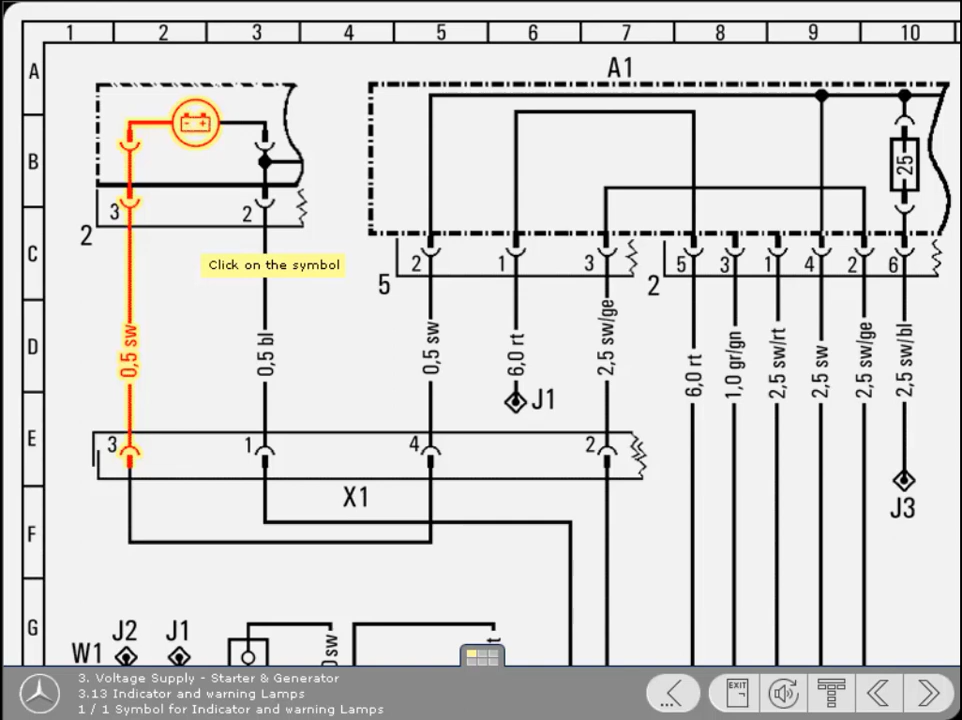 1 2 3 4 5 6 7 8 9 10
A
B
C
D
E
F
G
A1
25
3 2
2
2 1 3
5
5 3 1 4 2 6
2
Click on the symbol
0,5 sw
0,5 bl
0,5 sw
6,0 rt
2,5 sw/ge
6,0 rt
1,0 gr/gn
2,5 sw/rt
2,5 sw
2,5 sw/ge
2,5 sw/bl
J1
3 1 4 2
X1
J3
W1 J2 J1
0 sw
t
3. Voltage Supply - Starter & Generator
3.13 Indicator and warning Lamps
1 / 1 Symbol for Indicator and warning Lamps
EXIT